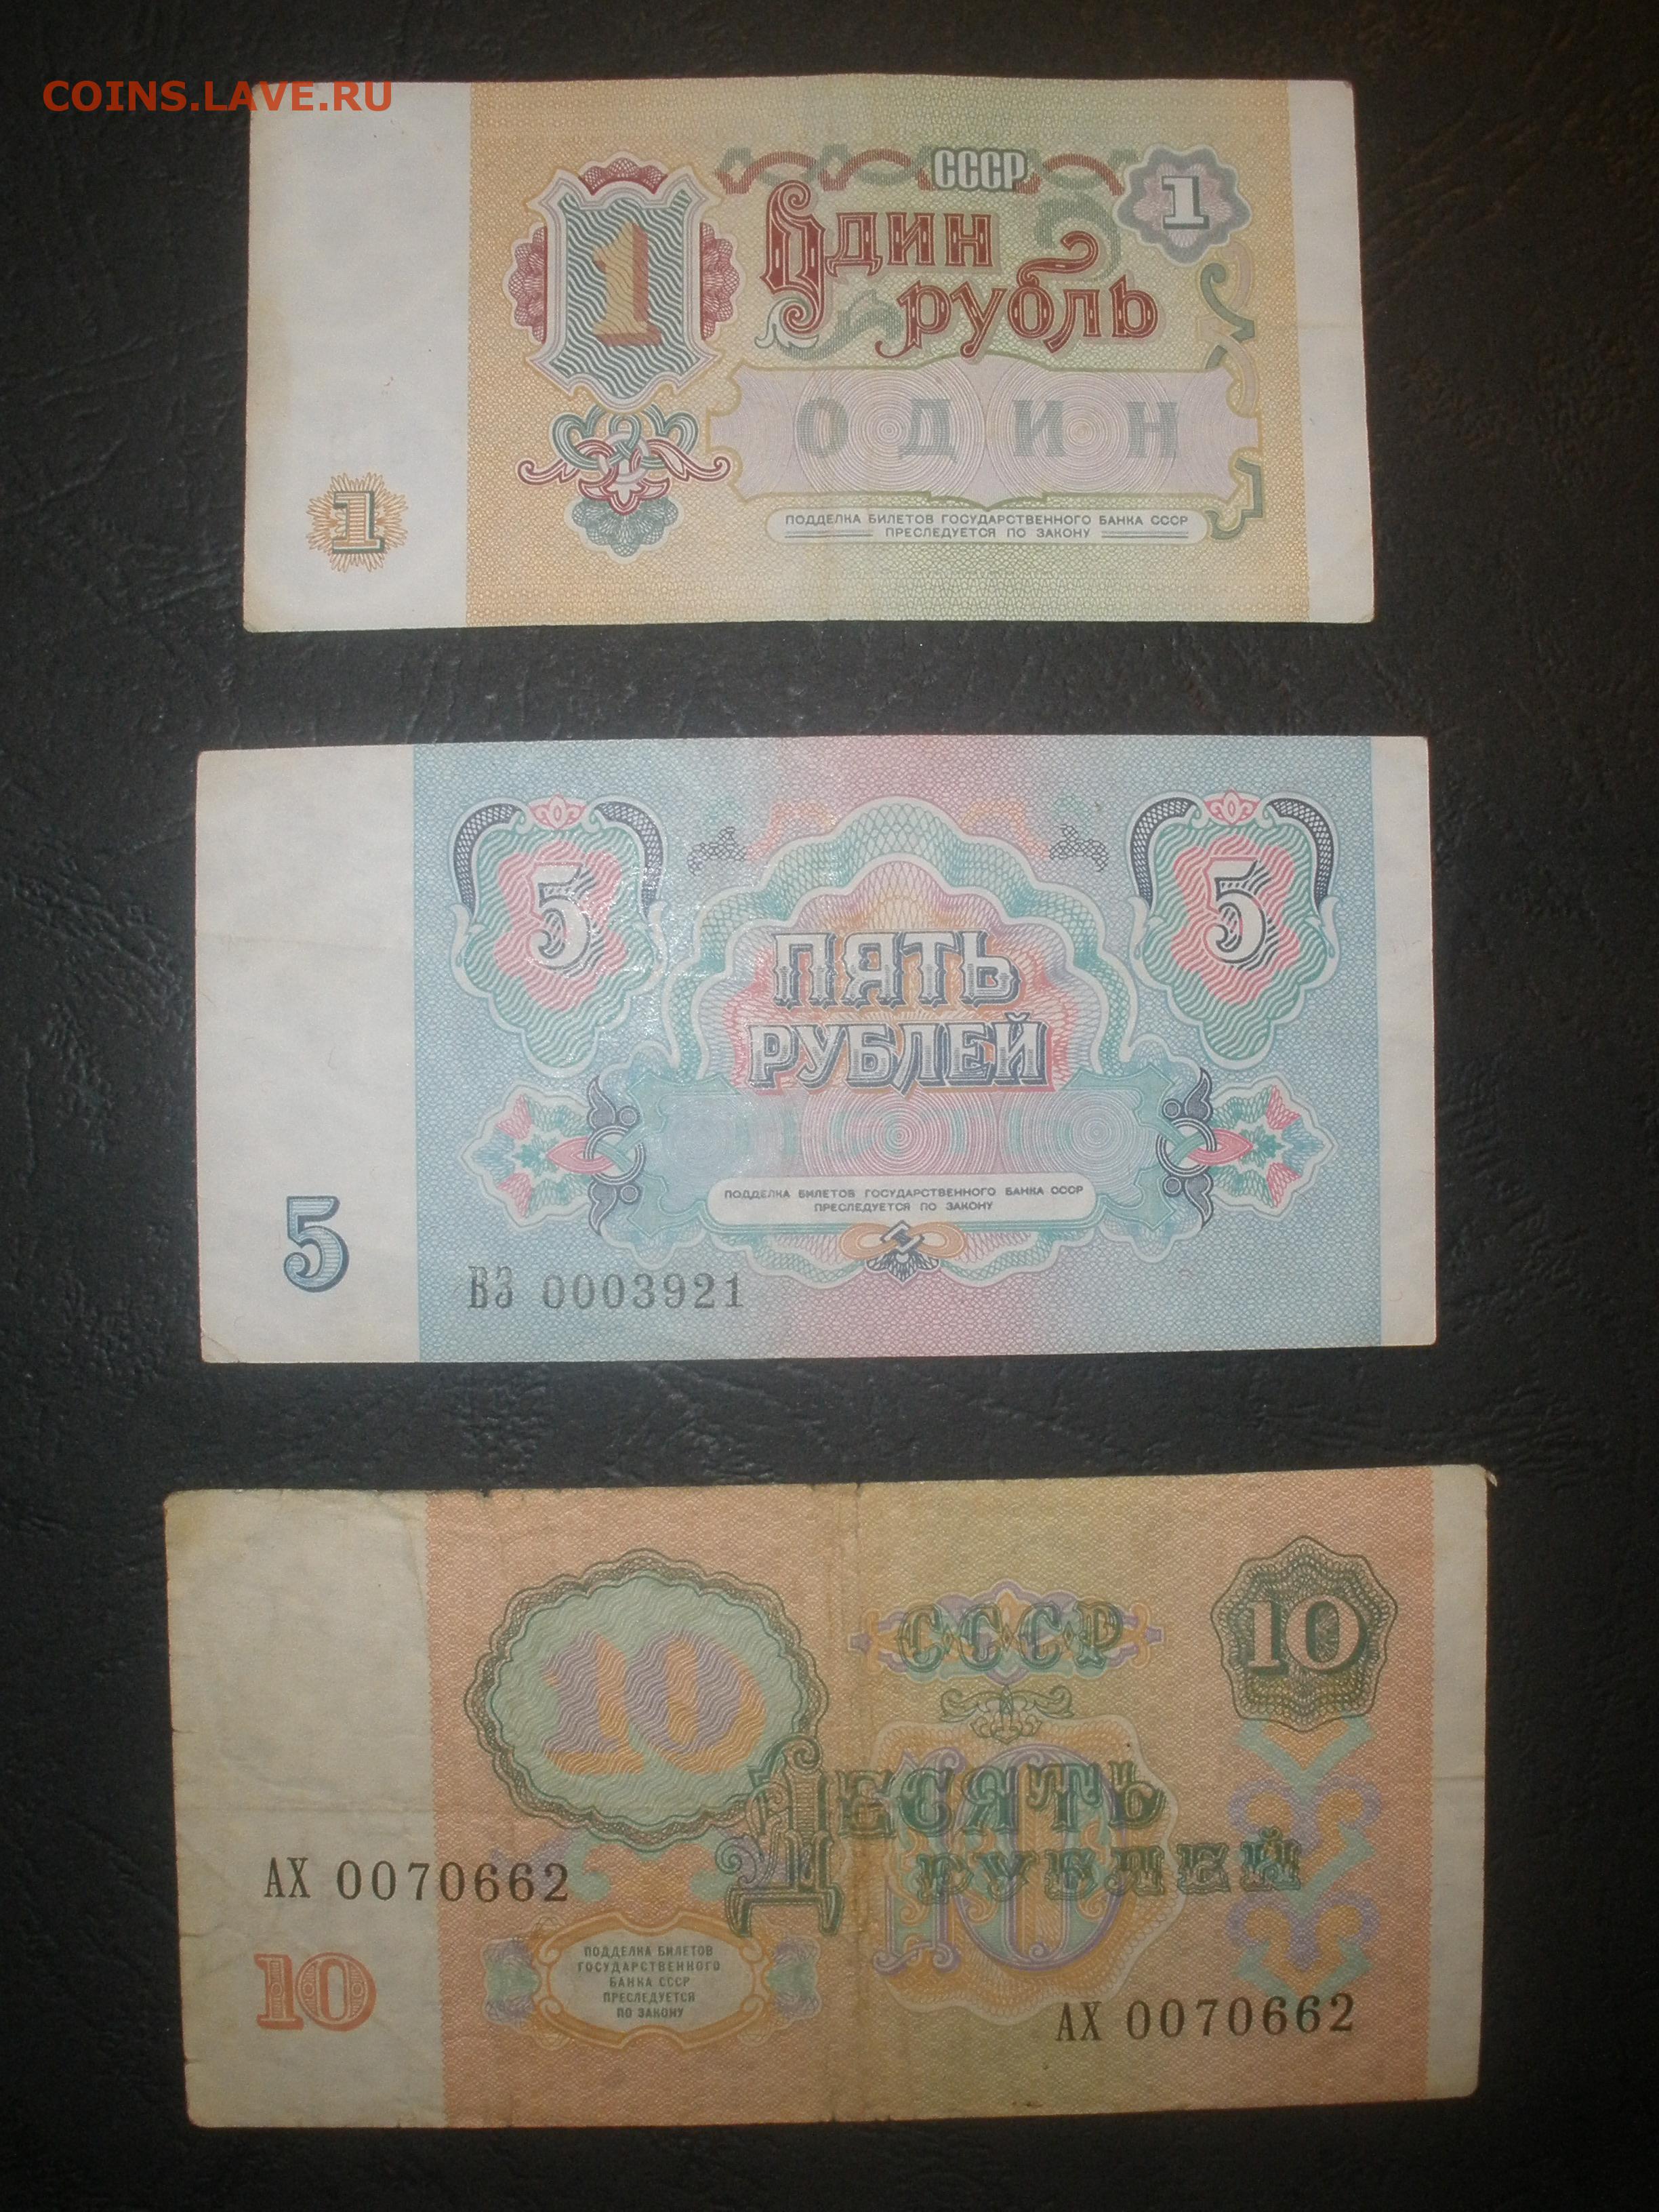 COINS.LAVE.RU
СССР
1
1
Один
рубль
ОДИН
1
ПОДДЕЛКА БИЛЕТОВ ГОСУДАРСТВЕННОГО БАНКА СССР
ПРЕСЛЕДУЕТСЯ ПО ЗАКОНУ
5
5
ПЯТЬ
РУБЛЕЙ
ПОДДЕЛКА БИЛЕТОВ ГОСУДАРСТВЕННОГО БАНКА СССР
ПРЕСЛЕДУЕТСЯ ПО ЗАКОНУ
5
ВЗ 0003921
СССР
10
10
ДЕСЯТЬ
РУБЛЕЙ
10
АХ 0070662
10
ПОДДЕЛКА БИЛЕТОВ
ГОСУДАРСТВЕННОГО
БАНКА СССР
ПРЕСЛЕДУЕТСЯ
ПО ЗАКОНУ
АХ 0070662